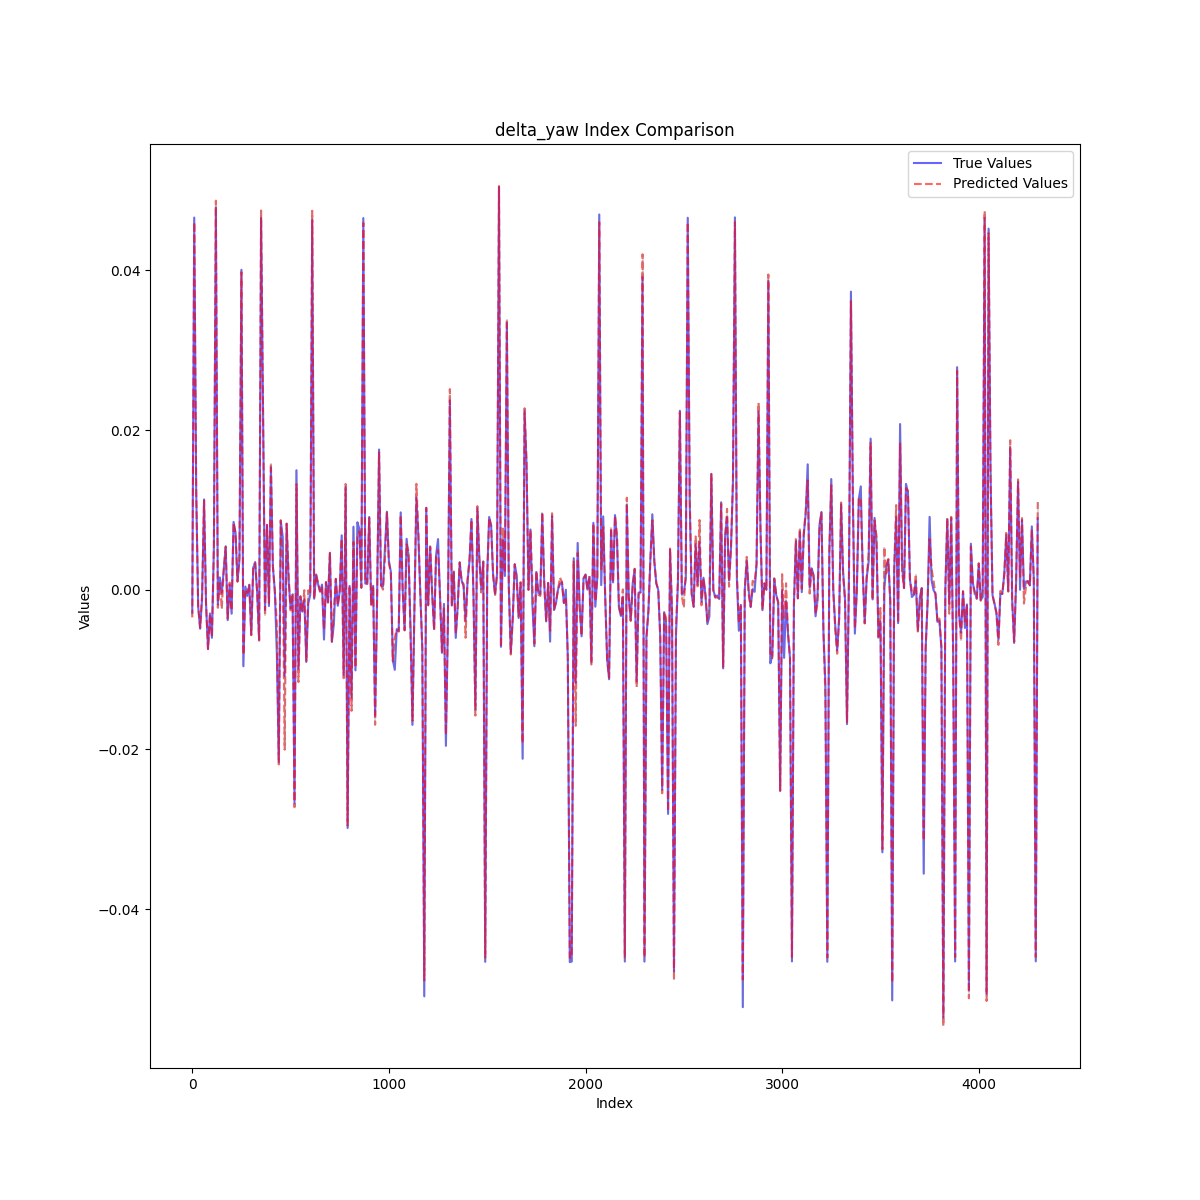 delta_yaw Index Comparison
True Values
Predicted Values
0.04
0.02
0.00
−0.02
−0.04
Values
0
1000
2000
3000
4000
Index